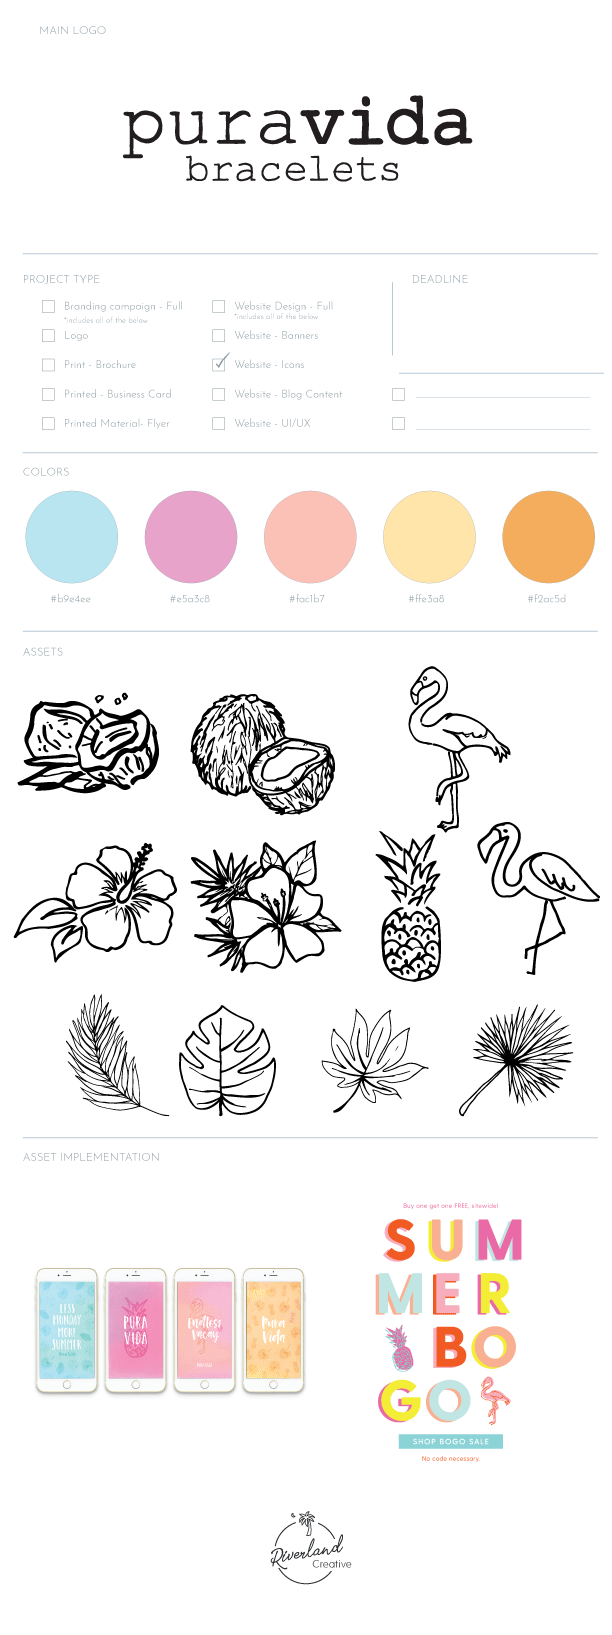 MAIN LOGO
puravida
bracelets
PROJECT TYPE
Branding campaign - Full
*includes all of the below
Logo
Print - Brochure
Printed - Business Card
Printed Material- Flyer
Website Design - Full
*includes all of the below
Website - Banners
Website - Icons
Website - Blog Content
Website - UI/UX
DEADLINE
COLORS
#b9e4ee
#e5a3c8
#fac1b7
#ffe3a8
#f2ac5d
ASSETS
ASSET IMPLEMENTATION
LESS
MONDAY
MORE
SUMMER
PURA
VIDA
Endless
Vacay
Pura
Vida
Buy one get one FREE, sitewide!
SUM
MER
BO
GO
SHOP BOGO SALE
No code necessary.
Riverland
Creative